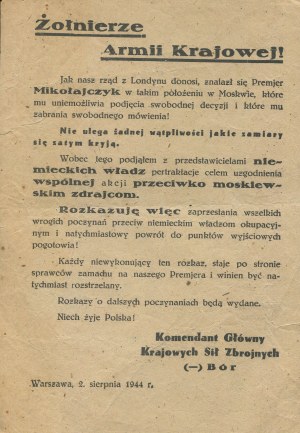 Żołnierze
Armii Krajowej!
Jak nasz rząd z Londynu donosi, znalazł się Premjer
Mikołajczyk w takim położeniu w Moskwie, które
mu uniemożliwia podjęcia swobodnej decyzji i które mu
zabrania swobodnego mówienia!
Nie ulega żadnej wątpliwości jakie zamiary
się zatym kryją.
Wobec tego podjąłem z przedstawicielami nie-
mieckich władz pertraktacje celem uzgodnienia
wspólnej akcji przeciwko moskiew-
skim zdrajcom.
Rozkazuję więc zaprzestania wszelkich
wrogich poczynań przeciw niemieckim władzom okupacyj-
nym i natychmiastowy powrót do punktów wyjściowych
pogotowia!
Każdy niewykonujący ten rozkaz, staje po stronie
sprawców zamachu na naszego Premjera i winien być na-
tychmiast rozstrzelany.
Rozkazy o dalszych poczynaniach będą wydane.
Niech żyje Polska!
Komendant Główny
Krajowych Sił Zbrojnych
(—) Bór
Warszawa, 2. sierpnia 1944 r.